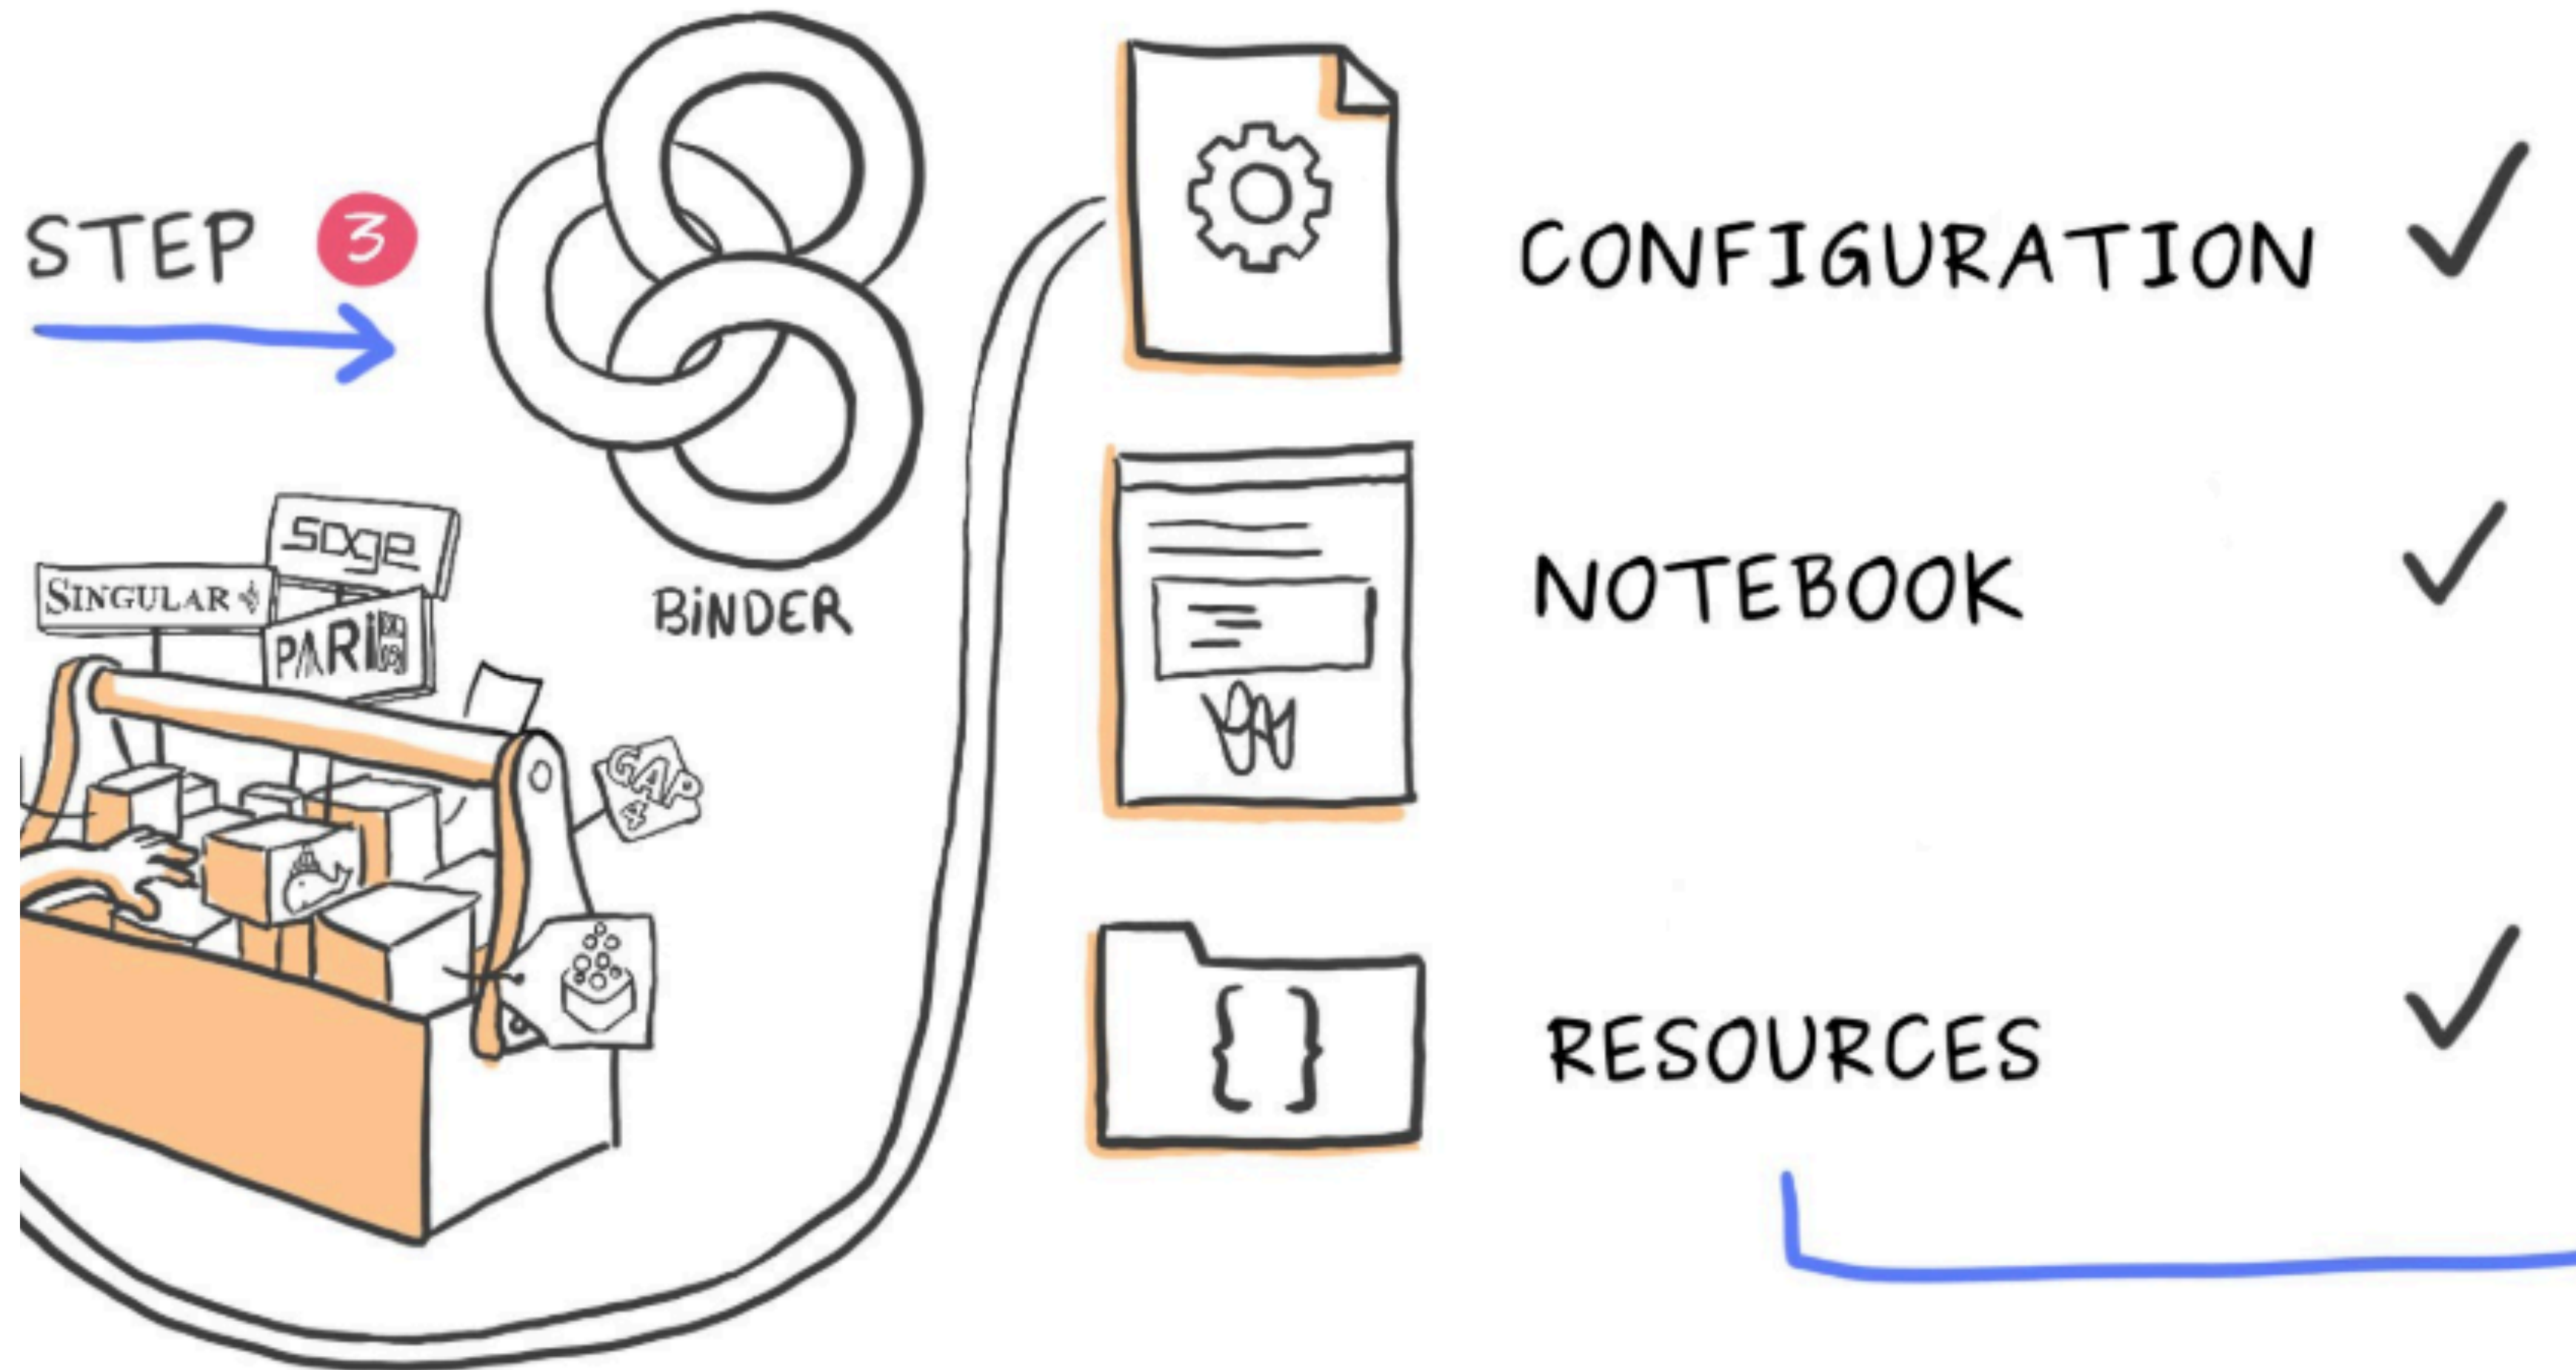 STEP 3
BINDER
sage
SINGULAR
PARI
GAP
4
CONFIGURATION
NOTEBOOK
{ }
RESOURCES